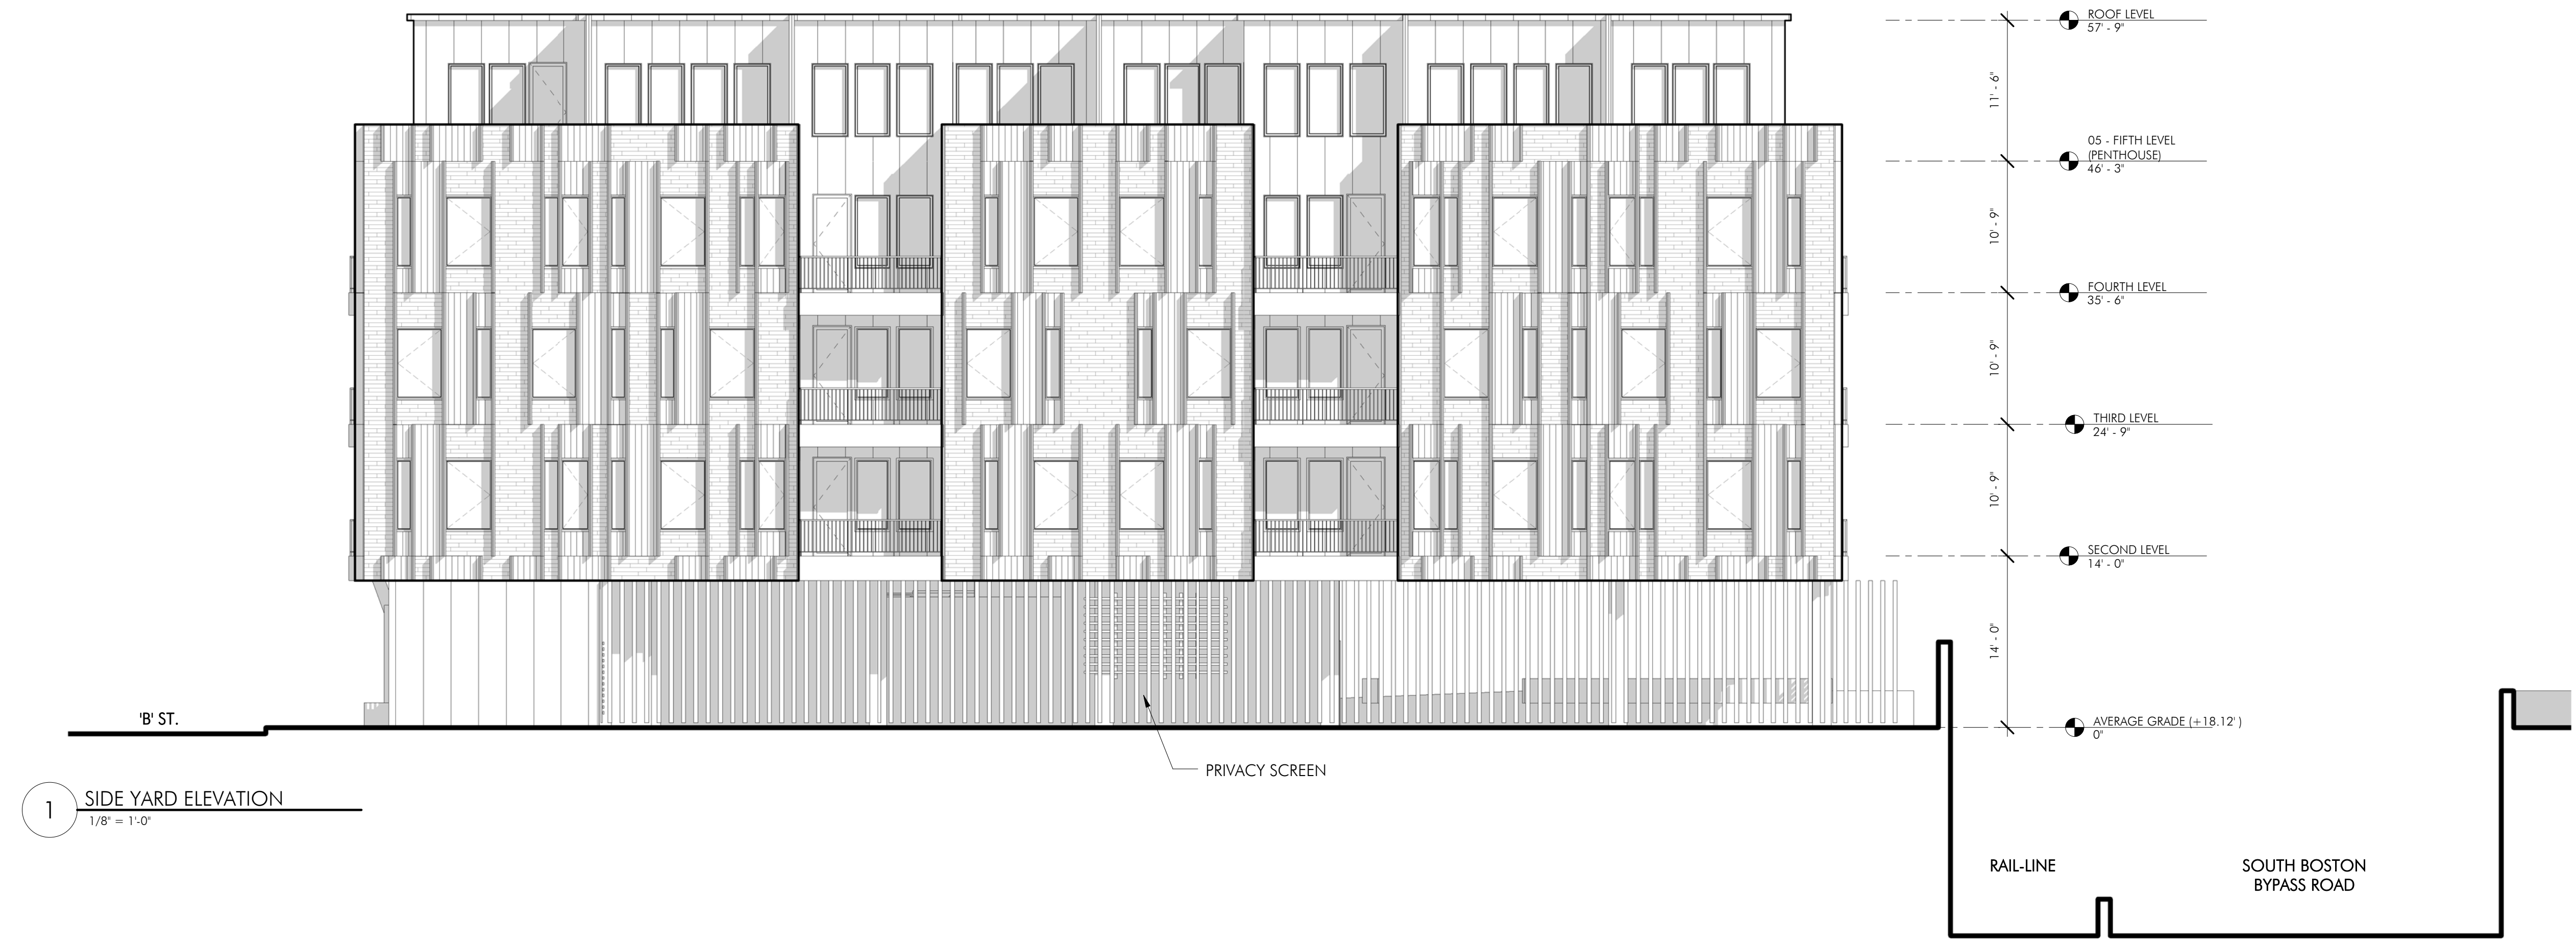 ROOF LEVEL
57' - 9"
11' - 6"
05 - FIFTH LEVEL
(PENTHOUSE)
46' - 3"
10' - 9"
FOURTH LEVEL
35' - 6"
10' - 9"
THIRD LEVEL
24' - 9"
10' - 9"
SECOND LEVEL
14' - 0"
14' - 0"
'B' ST.
AVERAGE GRADE (+18.12' )
0"
PRIVACY SCREEN
1
SIDE YARD ELEVATION
1/8" = 1'-0"
RAIL-LINE
SOUTH BOSTON
BYPASS ROAD